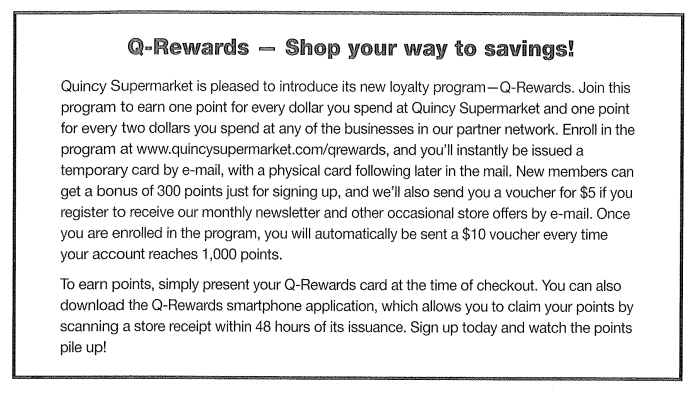 Q-Rewards — Shop your way to savings!
Quincy Supermarket is pleased to introduce its new loyalty program—Q-Rewards. Join this
program to earn one point for every dollar you spend at Quincy Supermarket and one point
for every two dollars you spend at any of the businesses in our partner network. Enroll in the
program at www.quincysupermarket.com/qrewards, and you'll instantly be issued a
temporary card by e-mail, with a physical card following later in the mail. New members can
get a bonus of 300 points just for signing up, and we'll also send you a voucher for $5 if you
register to receive our monthly newsletter and other occasional store offers by e-mail. Once
you are enrolled in the program, you will automatically be sent a $10 voucher every time
your account reaches 1,000 points.
To earn points, simply present your Q-Rewards card at the time of checkout. You can also
download the Q-Rewards smartphone application, which allows you to claim your points by
scanning a store receipt within 48 hours of its issuance. Sign up today and watch the points
pile up!